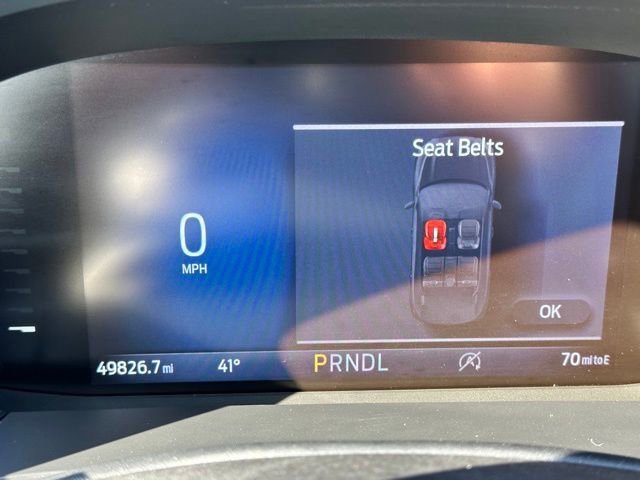 Seat Belts
0
MPH
OK
49826.7 mi 41° PRNDL A 70 mi to E